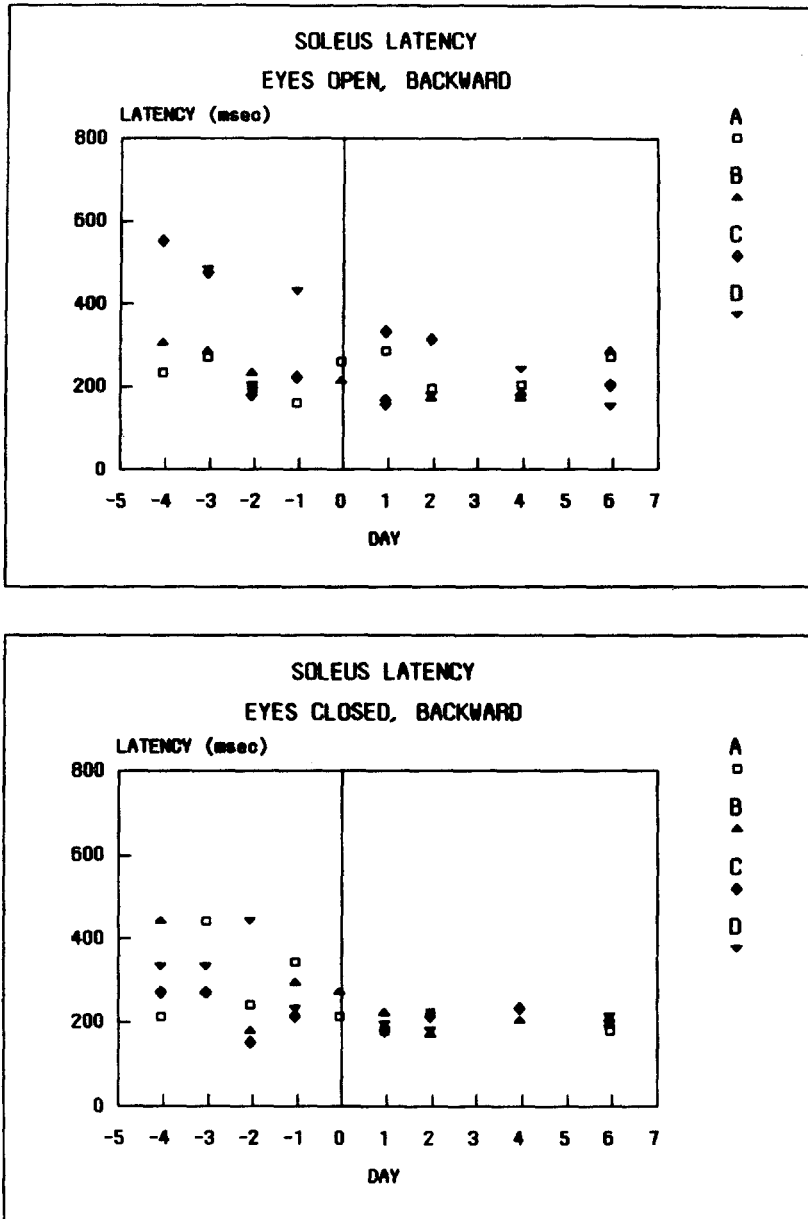 SOLEUS LATENCY
EYES OPEN, BACKWARD
LATENCY (msec)
800
600
400
200
0
-5 -4 -3 -2 -1 0 1 2 3 4 5 6 7
DAY
A
B
C
D
SOLEUS LATENCY
EYES CLOSED, BACKWARD
LATENCY (msec)
800
600
400
200
0
-5 -4 -3 -2 -1 0 1 2 3 4 5 6 7
DAY
A
B
C
D